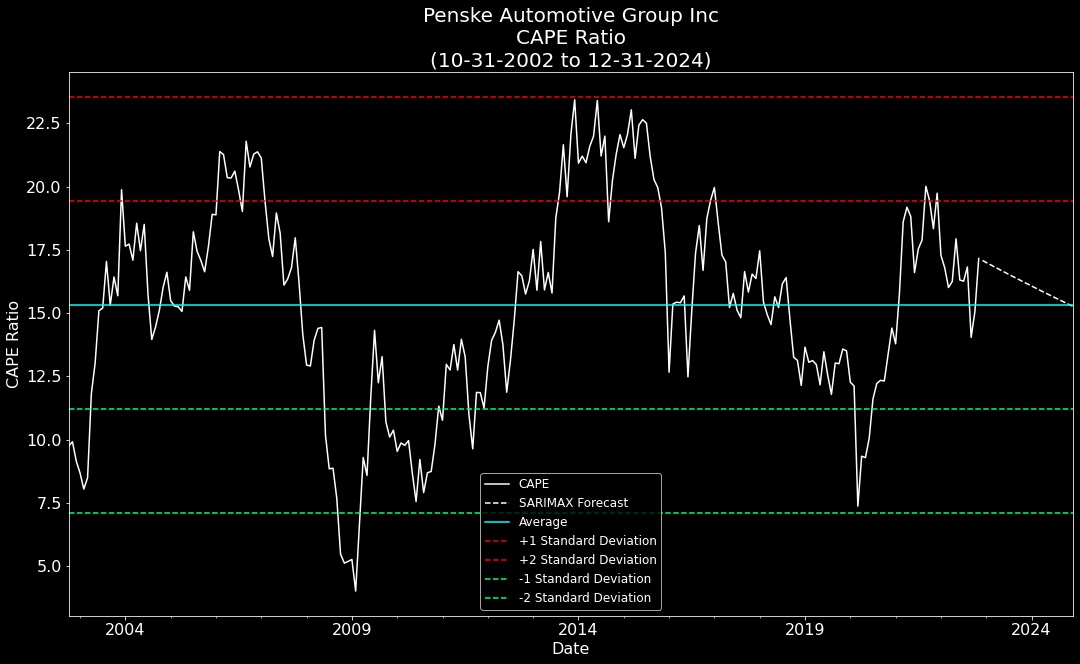 Penske Automotive Group Inc
CAPE Ratio
(10-31-2002 to 12-31-2024)
CAPE Ratio
22.5
20.0
17.5
15.0
12.5
10.0
7.5
5.0
CAPE
SARIMAX Forecast
Average
+1 Standard Deviation
+2 Standard Deviation
-1 Standard Deviation
-2 Standard Deviation
2004 2009 2014 2019 2024
Date